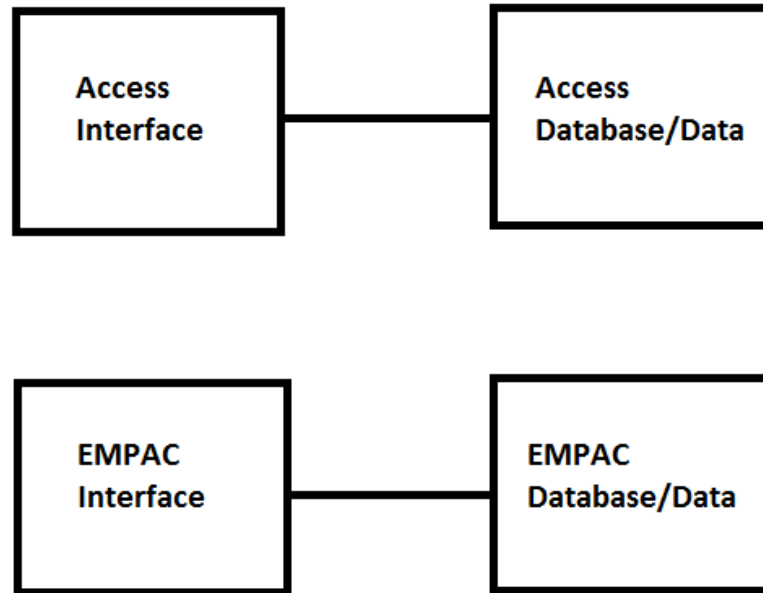 Access
Interface
Access
Database/Data
EMPAC
Interface
EMPAC
Database/Data